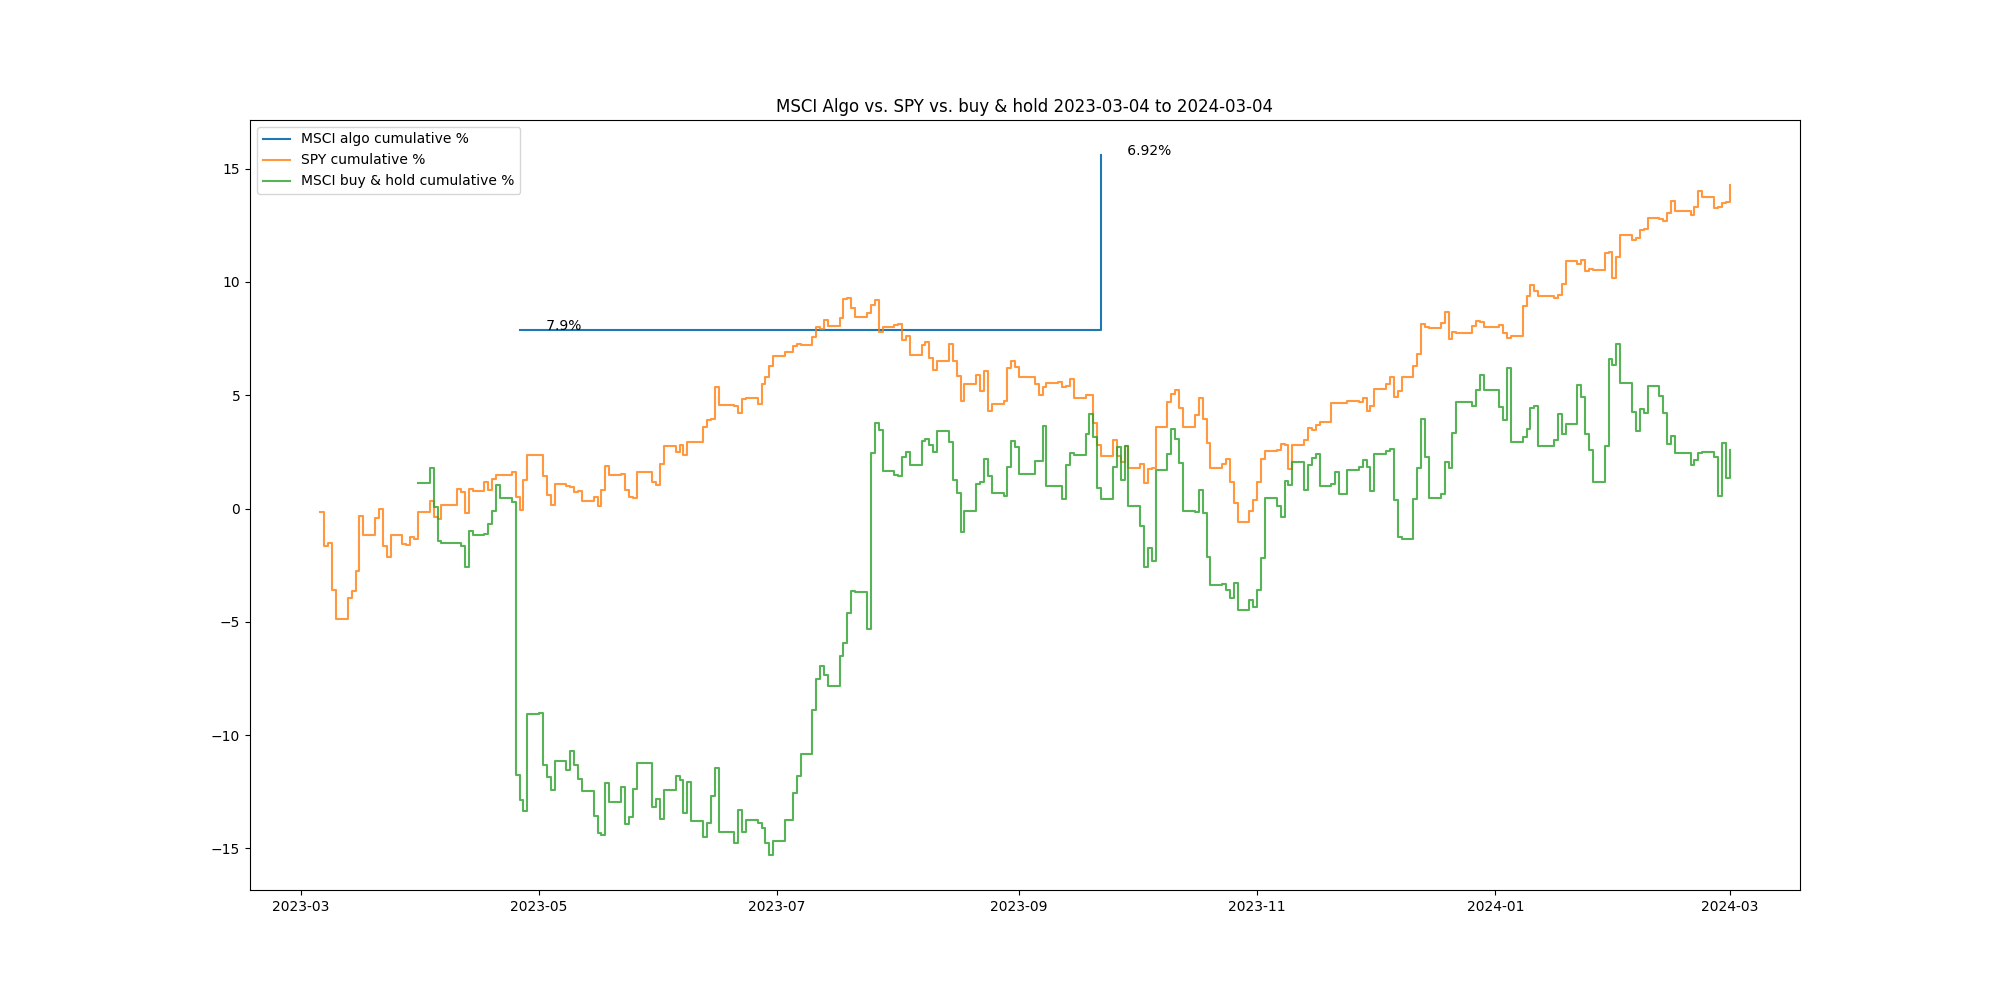 MSCI Algo vs. SPY vs. buy & hold 2023-03-04 to 2024-03-04
MSCI algo cumulative %
SPY cumulative %
MSCI buy & hold cumulative %
6.92%
7.9%
15
10
5
0
−5
−10
−15
2023-03 2023-05 2023-07 2023-09 2023-11 2024-01 2024-03